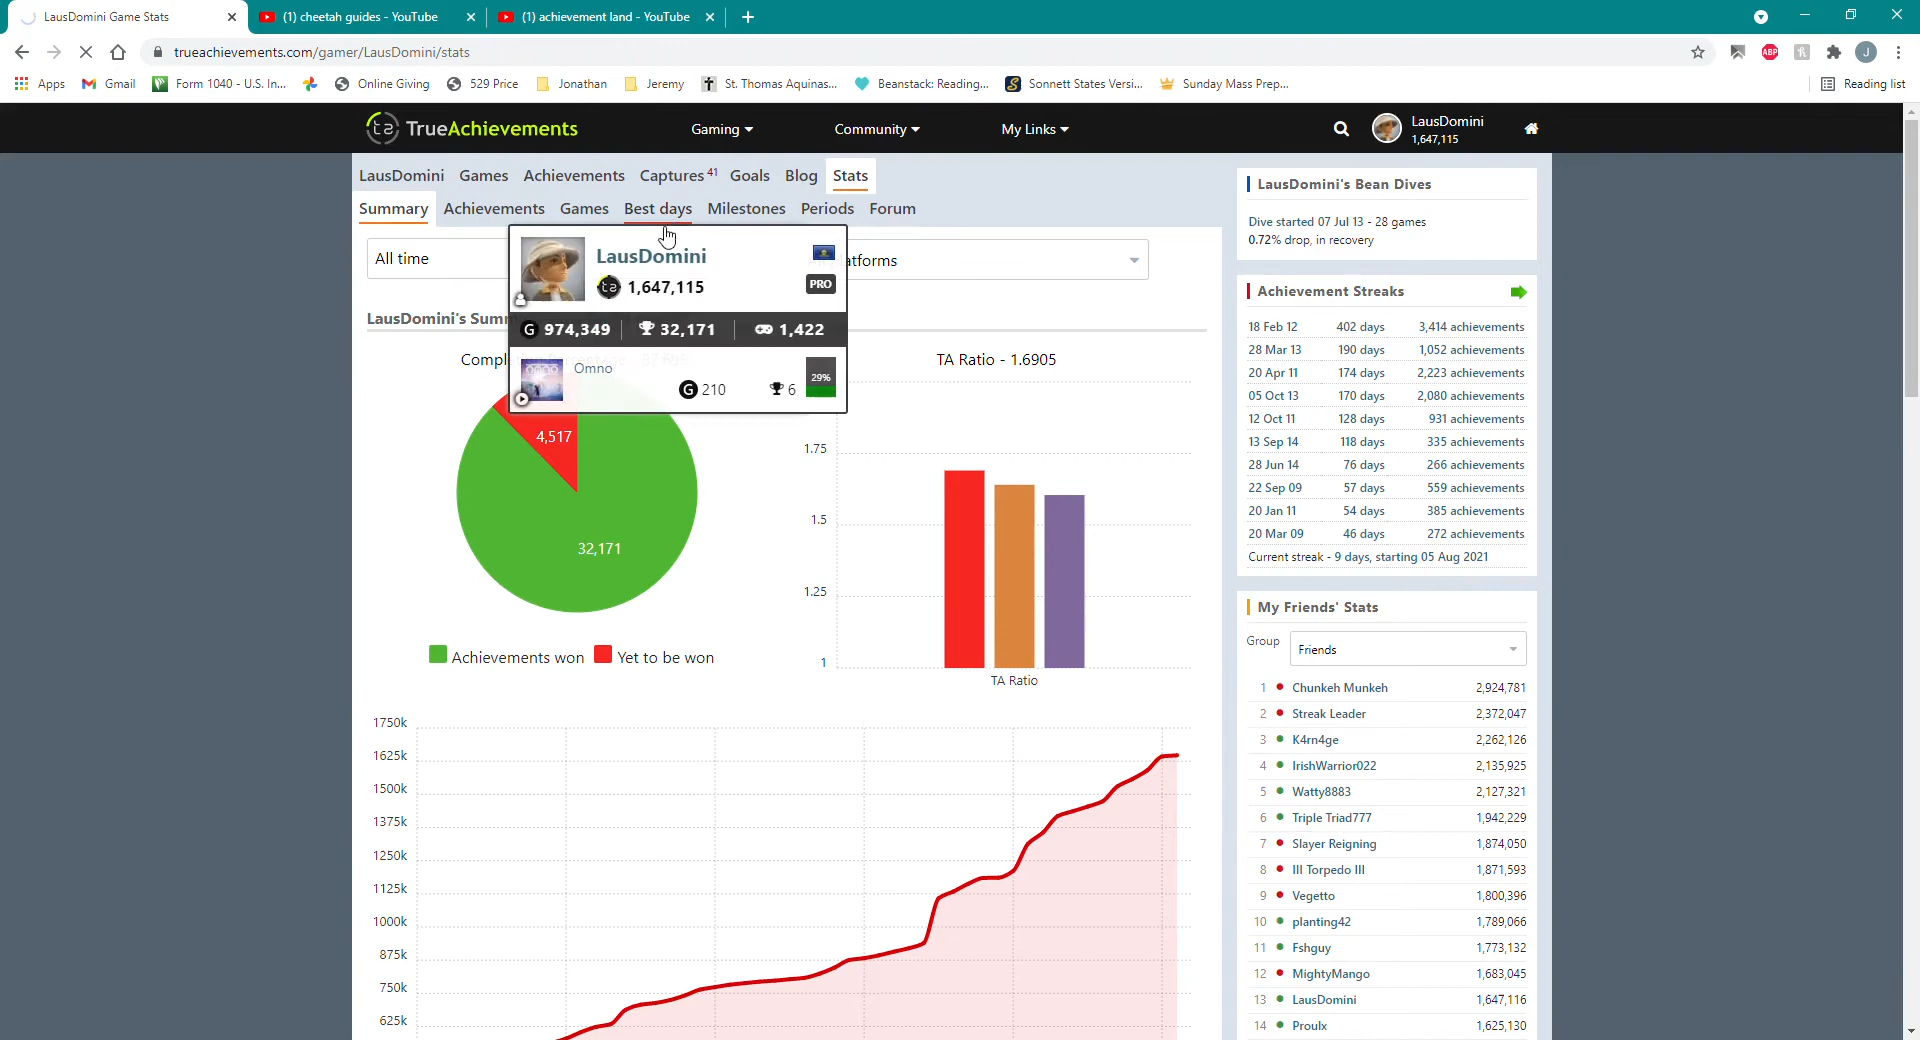 LausDomini Game Stats
(1) cheetah guides - YouTube
(1) achievement land - YouTube
trueachievements.com/gamer/LausDomini/stats
ABP
J
Apps
Gmail
Form 1040 - U.S. In...
Online Giving
529 Price
Jonathan
Jeremy
St. Thomas Aquinas...
Beanstack: Reading...
Sonnett States Versi...
Sunday Mass Prep...
Reading list
TrueAchievements
Gaming
Community
My Links
LausDomini
1,647,115
LausDomini Games Achievements Captures 41 Goals Blog Stats
Summary Achievements Games Best days Milestones Periods Forum
All time
atforms
LausDomini
1,647,115
PRO
G 974,349 32,171 1,422
Omno
G 210 6 29%
LausDomini's Summ
TA Ratio - 1.6905
4,517
32,171
Achievements won Yet to be won
1.75
1.5
1.25
1
TA Ratio
1750k
1625k
1500k
1375k
1250k
1125k
1000k
875k
750k
625k
LausDomini's Bean Dives
Dive started 07 Jul 13 - 28 games
0.72% drop, in recovery
Achievement Streaks
18 Feb 12 402 days 3,414 achievements
28 Mar 13 190 days 1,052 achievements
20 Apr 11 174 days 2,223 achievements
05 Oct 13 170 days 2,080 achievements
12 Oct 11 128 days 931 achievements
13 Sep 14 118 days 335 achievements
28 Jun 14 76 days 266 achievements
22 Sep 09 57 days 559 achievements
20 Jan 11 54 days 385 achievements
20 Mar 09 46 days 272 achievements
Current streak - 9 days, starting 05 Aug 2021
My Friends' Stats
Group Friends
1 Chunkeh Munkeh 2,924,781
2 Streak Leader 2,372,047
3 K4rn4ge 2,262,126
4 IrishWarrior022 2,135,925
5 Watty8883 2,127,321
6 Triple Triad777 1,942,229
7 Slayer Reigning 1,874,050
8 III Torpedo III 1,871,593
9 Vegetto 1,800,396
10 planting42 1,789,066
11 Fshguy 1,773,132
12 MightyMango 1,683,045
13 LausDomini 1,647,116
14 Proulx 1,625,130